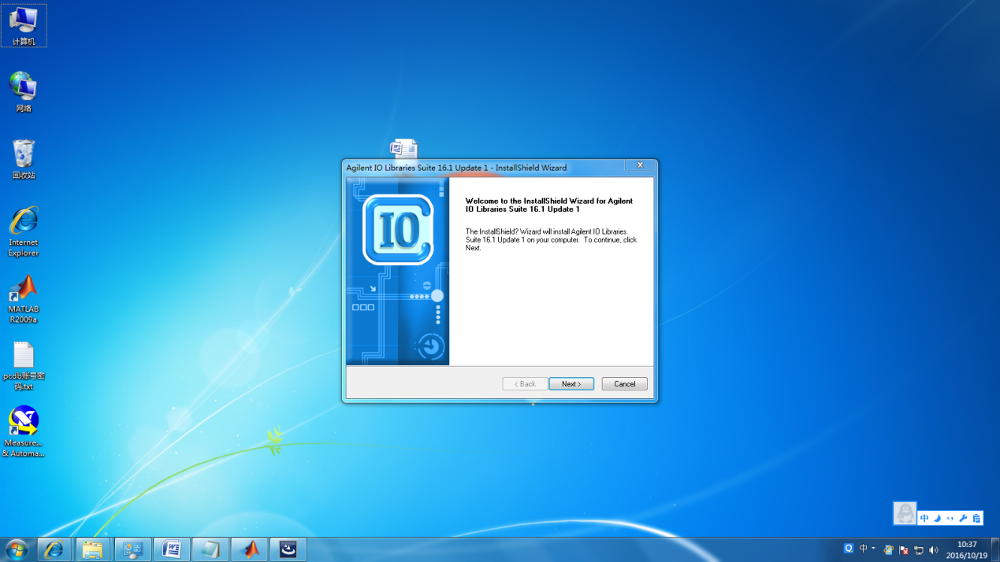 计算机
网络
回收站
Internet
Explorer
MATLAB
R2009a
pcdb账号密
码.txt
Measure...
& Automa...
Agilent IO Libraries Suite 16.1 Update 1 - InstallShield Wizard
IO
Welcome to the InstallShield Wizard for Agilent
IO Libraries Suite 16.1 Update 1
The InstallShield? Wizard will install Agilent IO Libraries
Suite 16.1 Update 1 on your computer. To continue, click
Next.
< Back
Next >
Cancel
中
中
10:37
2016/10/19